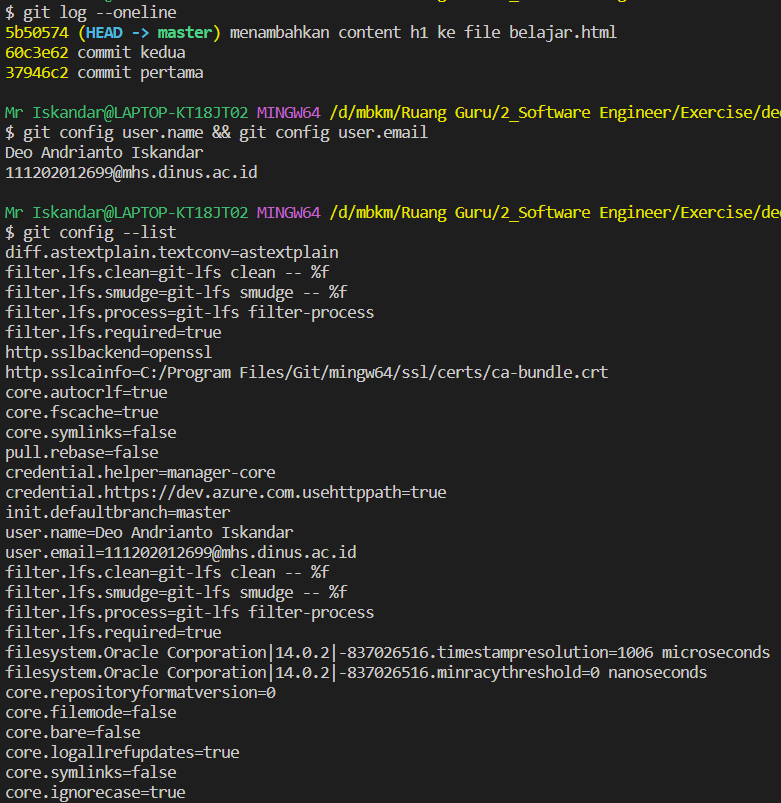 $ git log --oneline
5b50574 (HEAD -> master) menambahkan content h1 ke file belajar.html
60c3e62 commit kedua
37946c2 commit pertama
Mr Iskandar@LAPTOP-KT18JT02 MINGW64 /d/mbkm/Ruang Guru/2_Software Engineer/Exercise/deo
$ git config user.name && git config user.email
Deo Andrianto Iskandar
111202012699@mhs.dinus.ac.id
Mr Iskandar@LAPTOP-KT18JT02 MINGW64 /d/mbkm/Ruang Guru/2_Software Engineer/Exercise/deo
$ git config --list
diff.astextplain.textconv=astextplain
filter.lfs.clean=git-lfs clean -- %f
filter.lfs.smudge=git-lfs smudge -- %f
filter.lfs.process=git-lfs filter-process
filter.lfs.required=true
http.sslbackend=openssl
http.sslcainfo=C:/Program Files/Git/mingw64/ssl/certs/ca-bundle.crt
core.autocrlf=true
core.fscache=true
core.symlinks=false
pull.rebase=false
credential.helper=manager-core
credential.https://dev.azure.com.usehttppath=true
init.defaultbranch=master
user.name=Deo Andrianto Iskandar
user.email=111202012699@mhs.dinus.ac.id
filter.lfs.clean=git-lfs clean -- %f
filter.lfs.smudge=git-lfs smudge -- %f
filter.lfs.process=git-lfs filter-process
filter.lfs.required=true
filesystem.Oracle Corporation|14.0.2|-837026516.timestampresolution=1006 microseconds
filesystem.Oracle Corporation|14.0.2|-837026516.minracythreshold=0 nanoseconds
core.repositoryformatversion=0
core.filemode=false
core.bare=false
core.logallrefupdates=true
core.symlinks=false
core.ignorecase=true